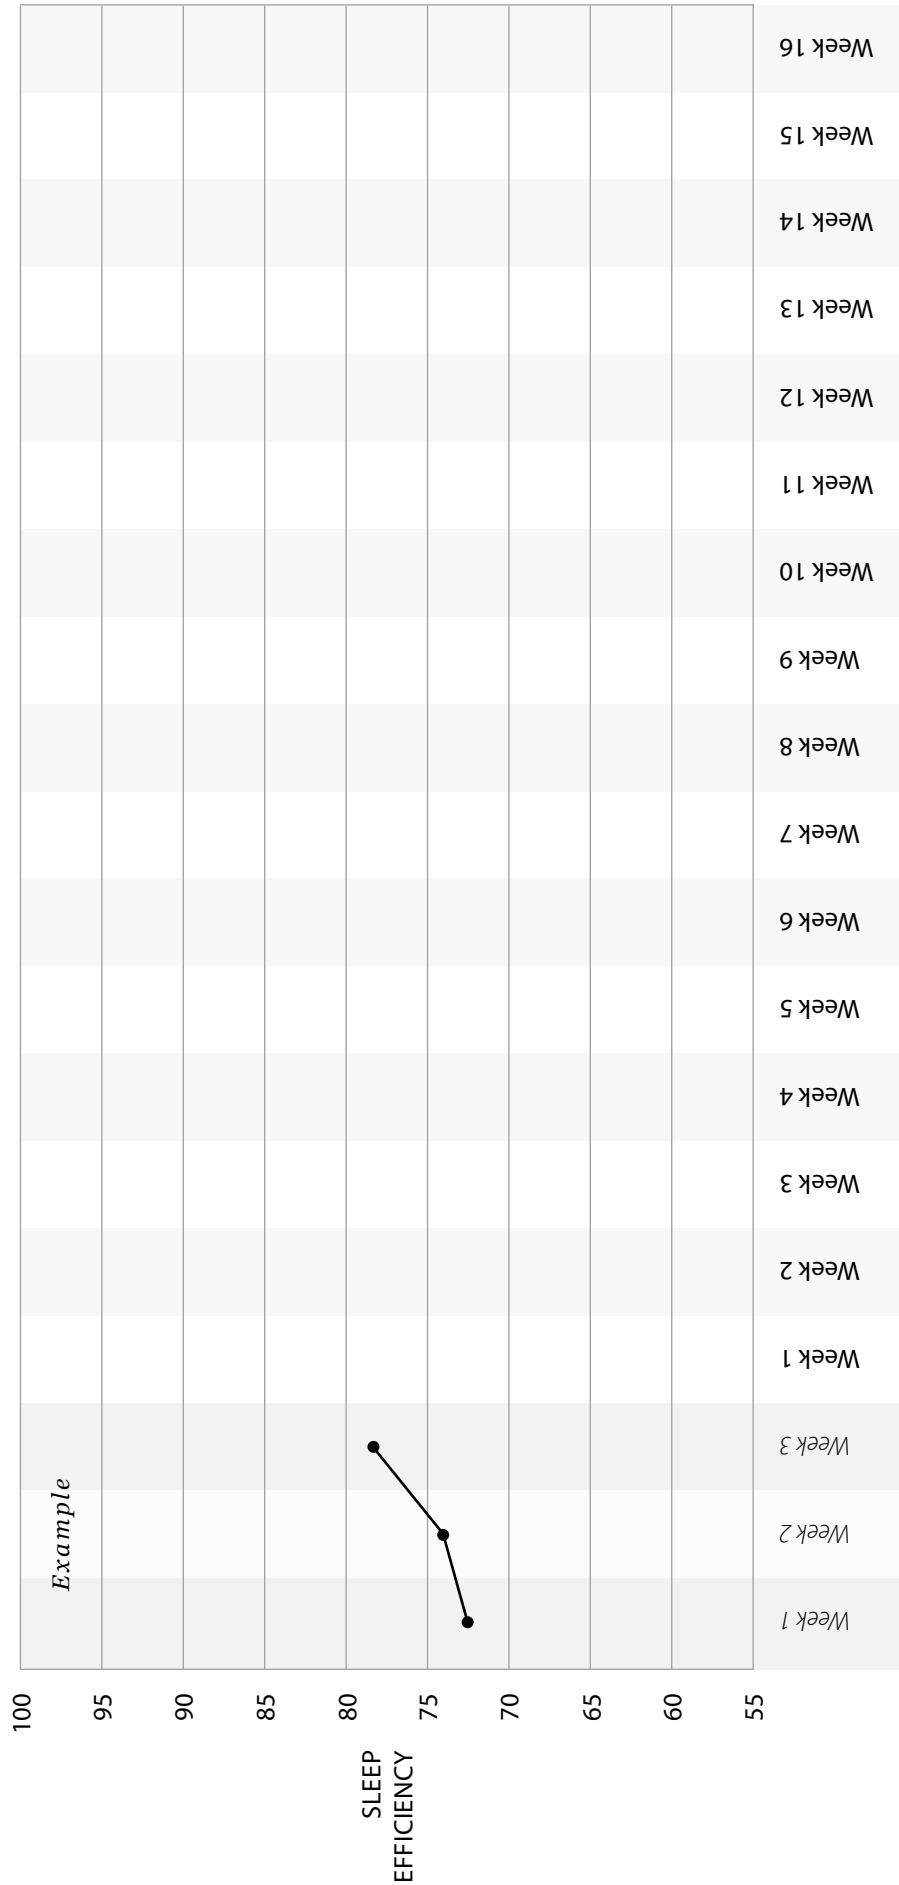 100
95
90
85
80
75
70
65
60
55
SLEEP
EFFICIENCY
Example
Week 1
Week 2
Week 3
Week 1
Week 2
Week 3
Week 4
Week 5
Week 6
Week 7
Week 8
Week 9
Week 10
Week 11
Week 12
Week 13
Week 14
Week 15
Week 16